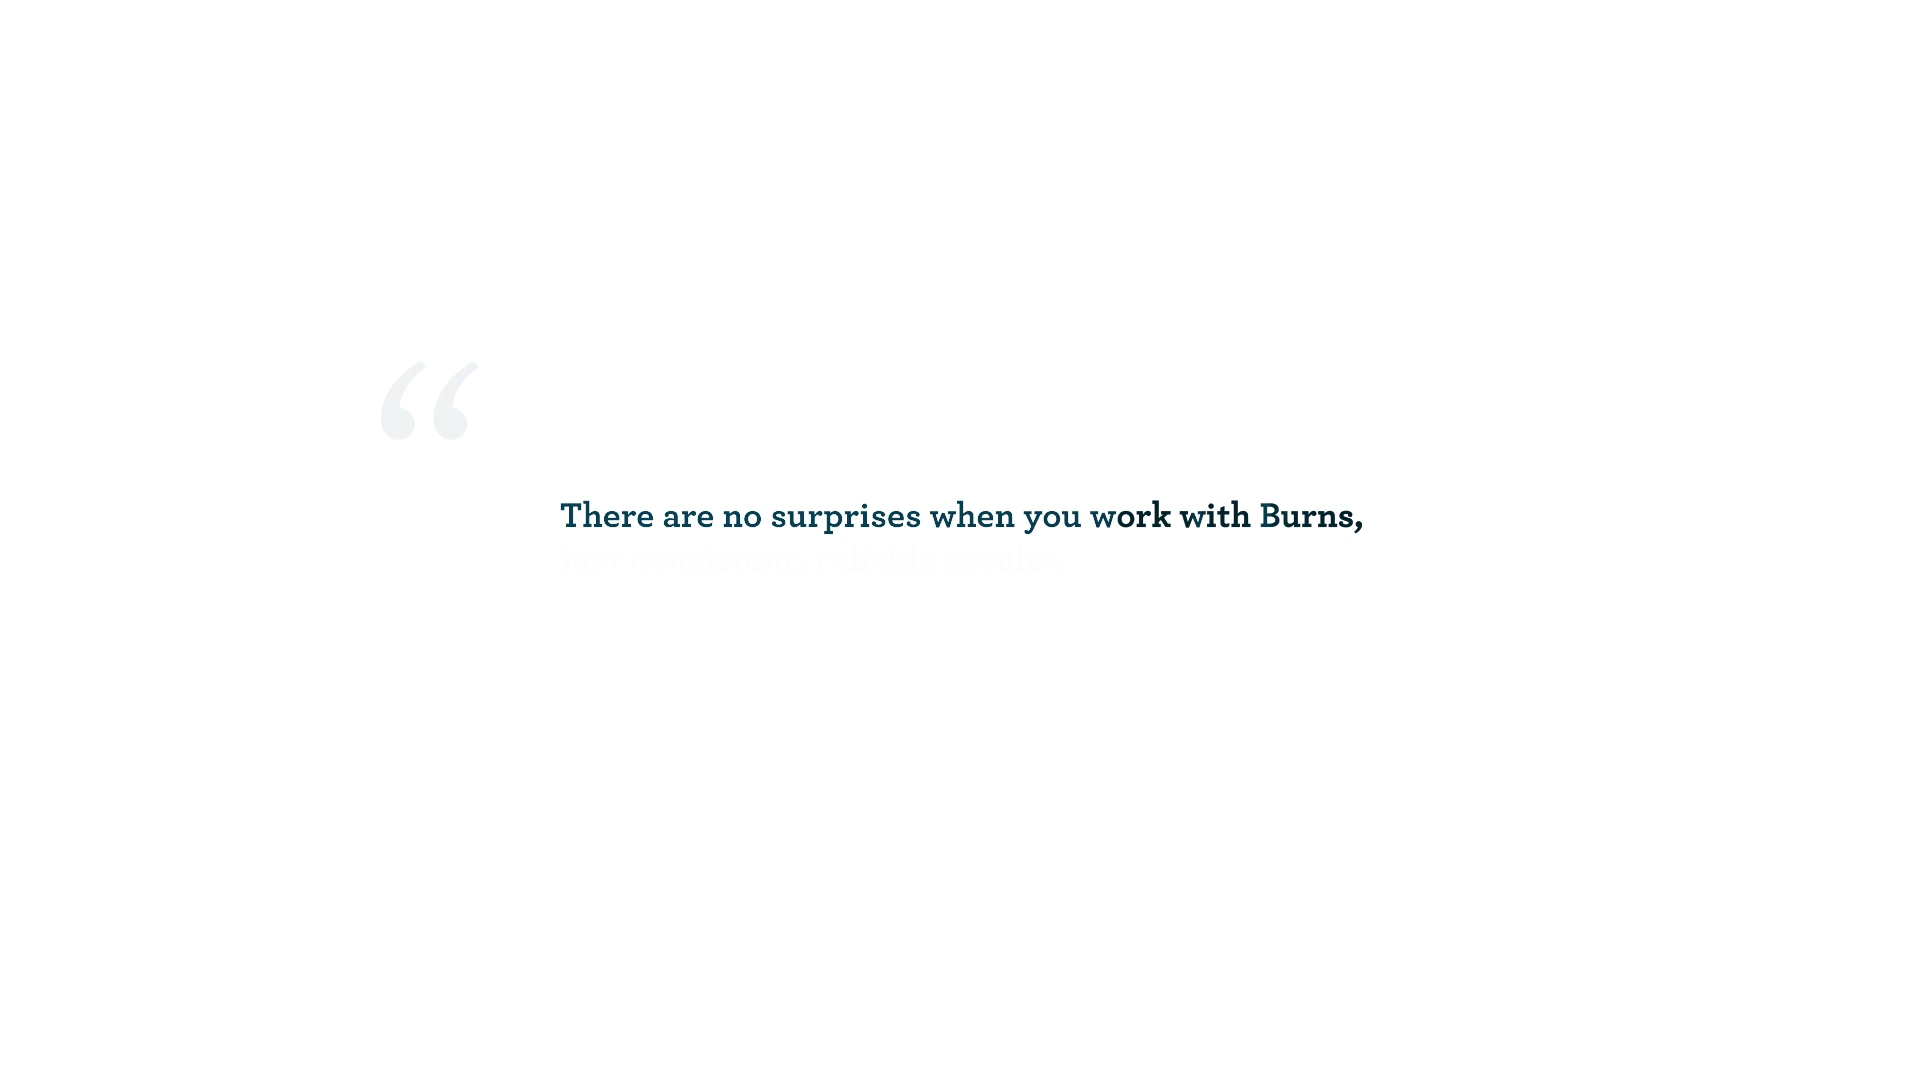 “
There are no surprises when you work with Burns,
just consistent, reliable results.